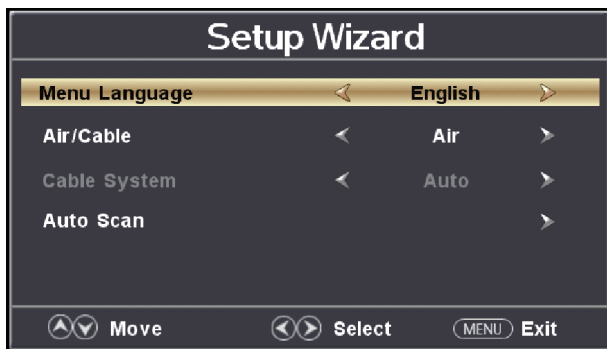 Setup Wizard
Menu Language English
Air/Cable Air
Cable System Auto
Auto Scan
Move Select MENU Exit